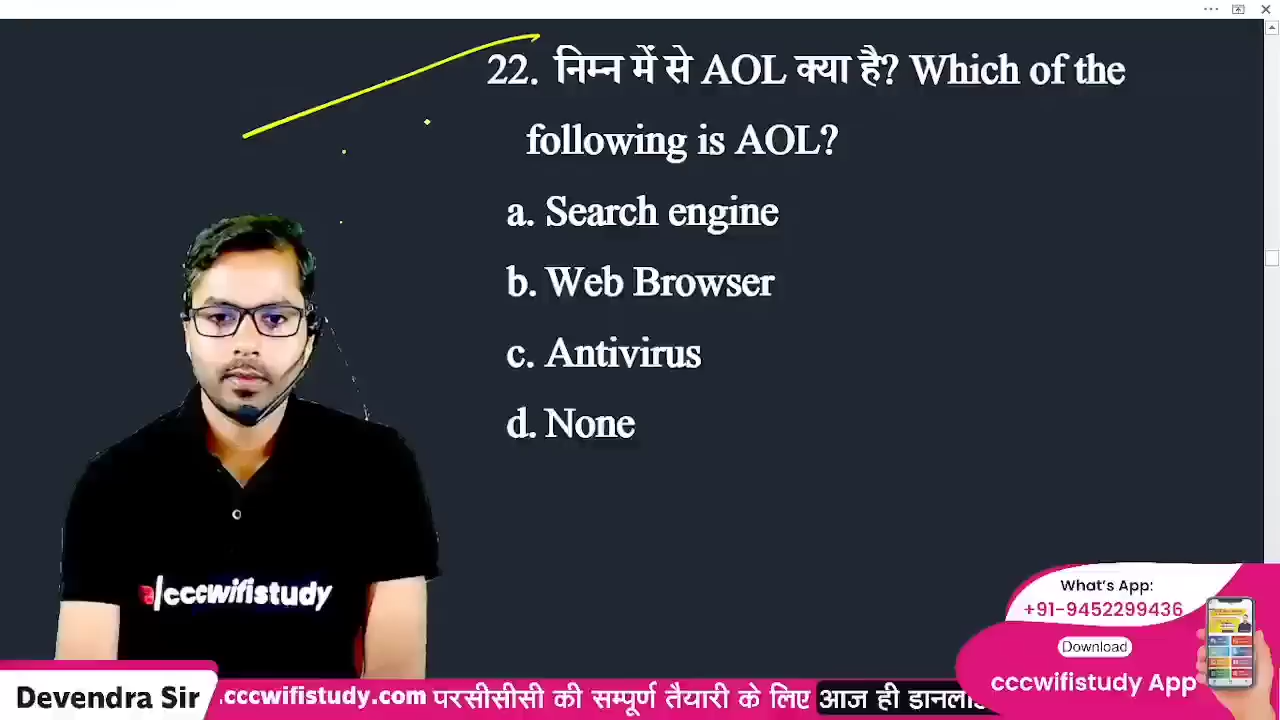 22. निम्न में से AOL क्या है? Which of the
following is AOL?
a. Search engine
b. Web Browser
c. Antivirus
d. None
cccwifistudy
What's App:
+91-9452299436
Download
cccwifistudy App
Devendra Sir
.cccwifistudy.com परसीसीसी की सम्पूर्ण तैयारी के लिए आज ही